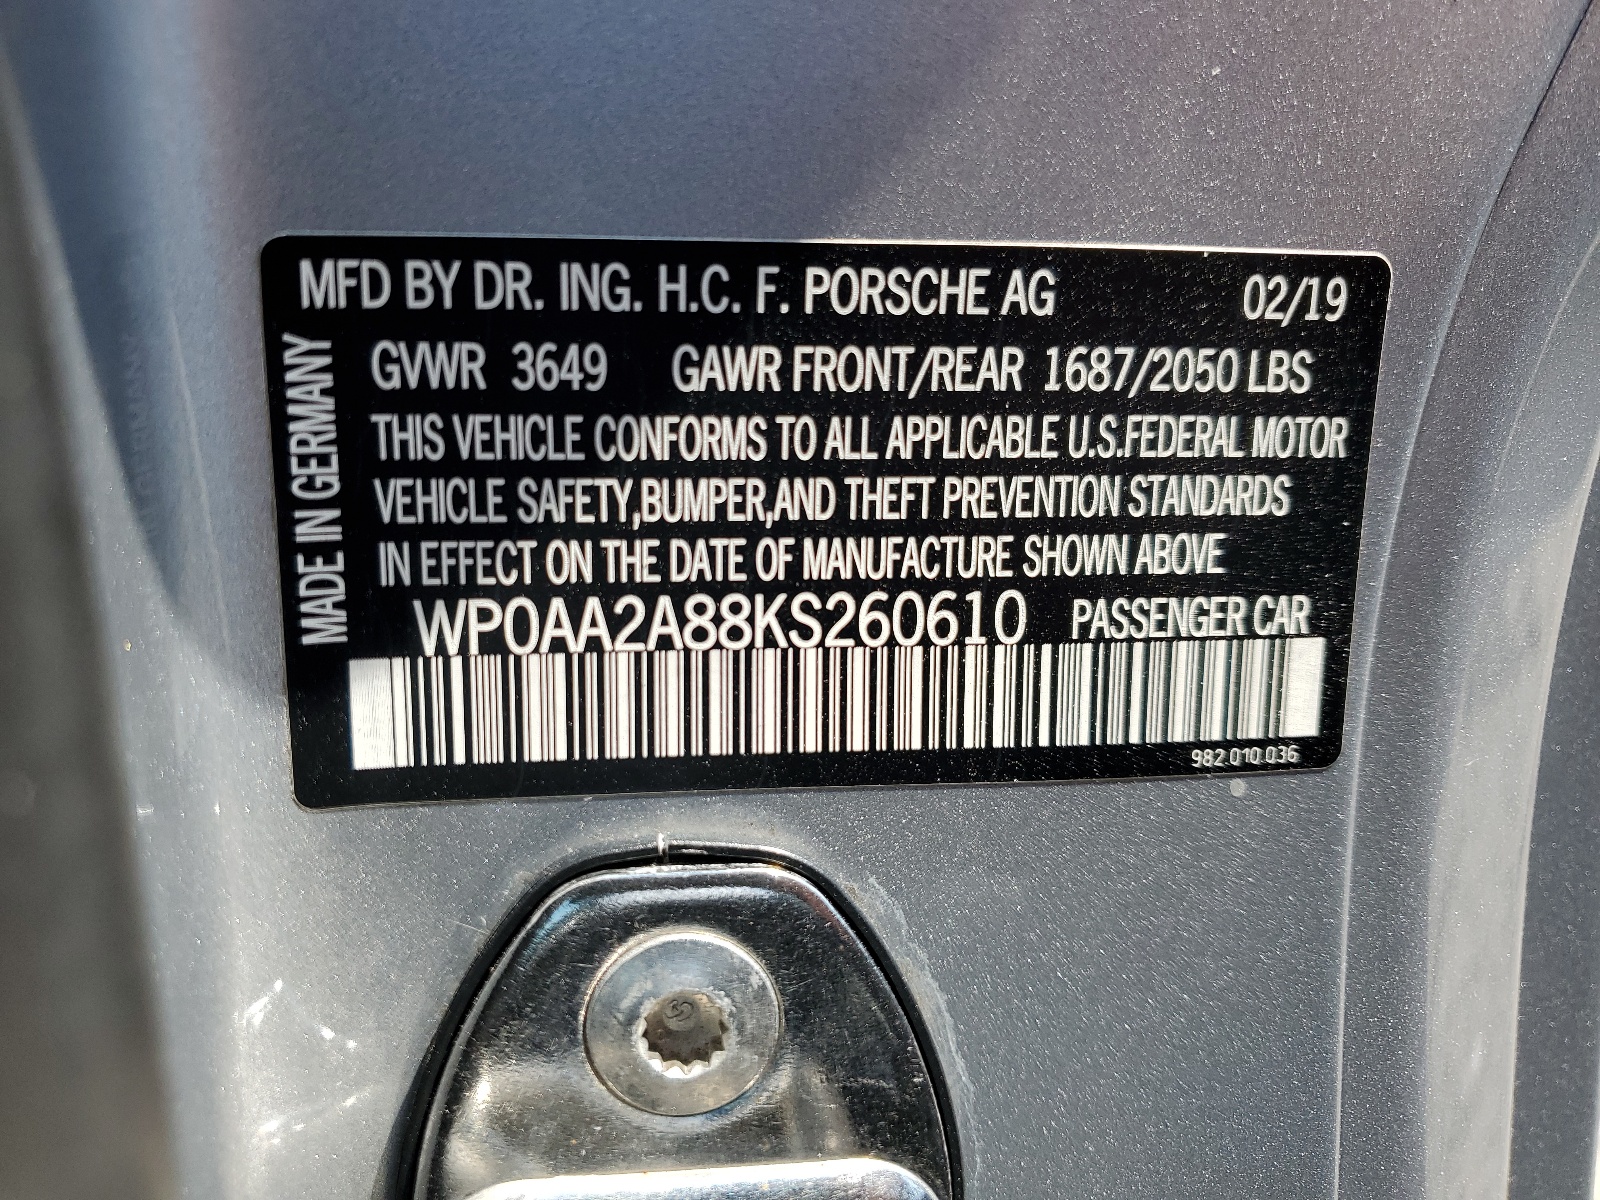 MFD BY DR. ING. H.C. F. PORSCHE AG 02/19
GVWR 3649 GAWR FRONT/REAR 1687/2050 LBS
THIS VEHICLE CONFORMS TO ALL APPLICABLE U.S.FEDERAL MOTOR
VEHICLE SAFETY,BUMPER,AND THEFT PREVENTION STANDARDS
IN EFFECT ON THE DATE OF MANUFACTURE SHOWN ABOVE
WP0AA2A88KS260610 PASSENGER CAR
982 010 036
MADE IN GERMANY